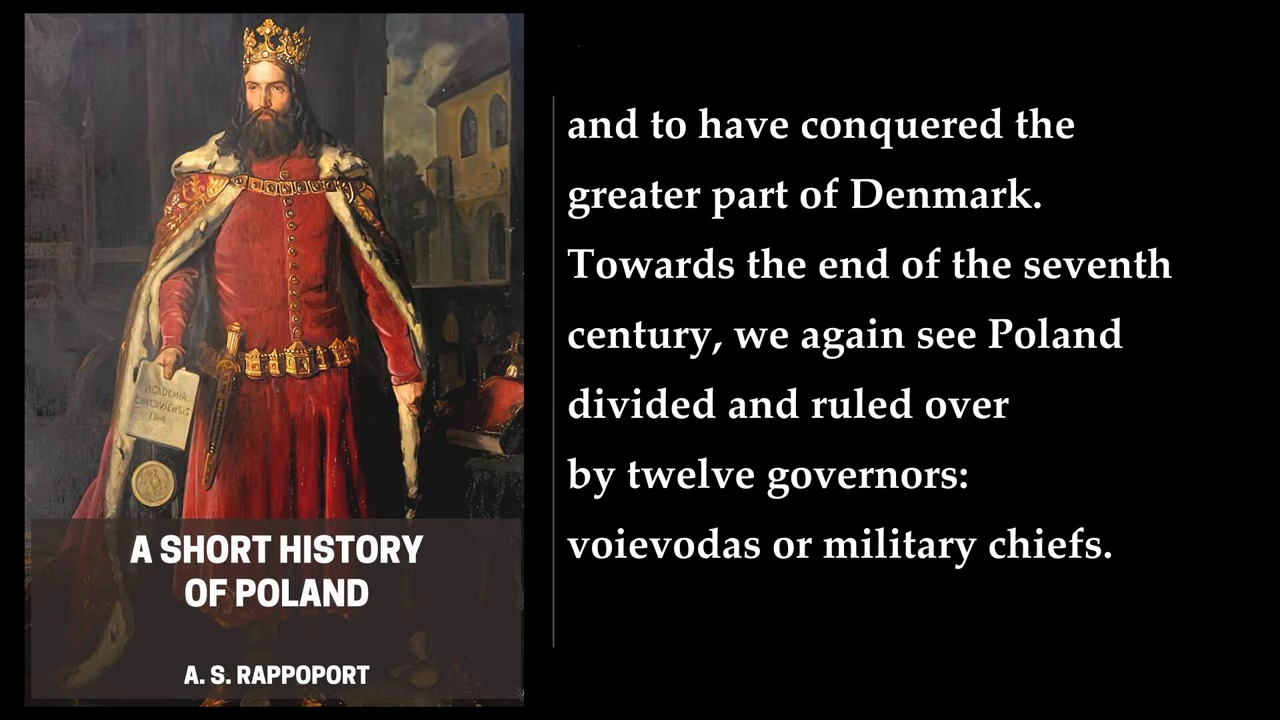 ACADEMIA
A SHORT HISTORY
OF POLAND
A. S. RAPPOPORT
and to have conquered the
greater part of Denmark.
Towards the end of the seventh
century, we again see Poland
divided and ruled over
by twelve governors:
voievodas or military chiefs.